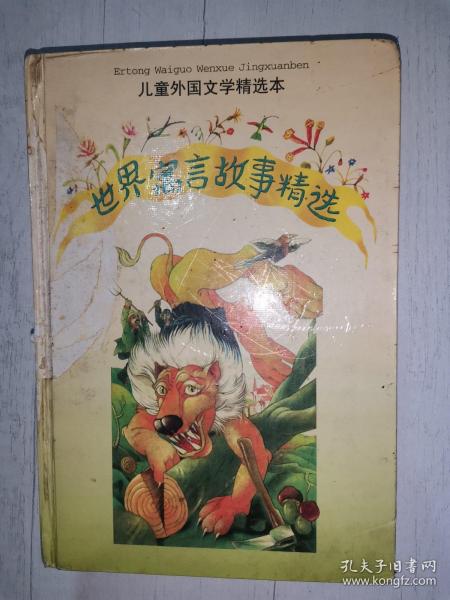 Ertong Waiguo Wenxue Jingxuanben
儿童外国文学精选本
世界寓言故事精选
孔夫子旧书网
www.kongfz.com